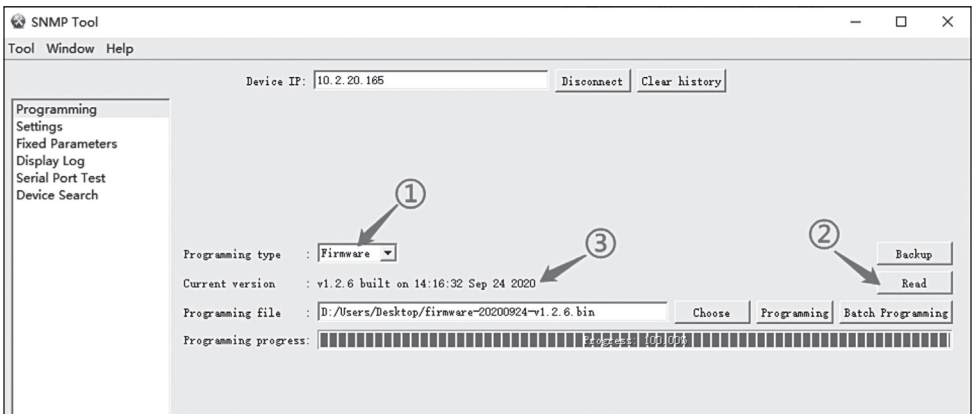 SNMP Tool
Tool Window Help
Device IP: 10.2.20.165 Disconnect Clear history
Programming
Settings
Fixed Parameters
Display Log
Serial Port Test
Device Search
①
②
③
Programming type : Firmware Backup
Current version : v1.2.6 built on 14:16:32 Sep 24 2020 Read
Programming file : D:/Users/Desktop/firmware-20200924-v1.2.6.bin Choose Programming Batch Programming
Programming progress: Progress: 100.00%